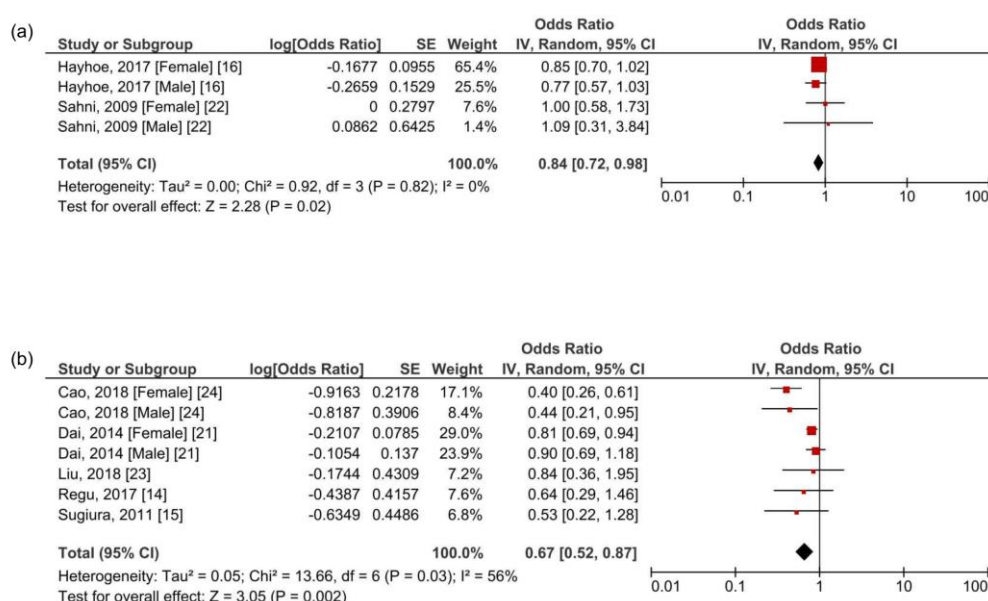 (a)
Odds Ratio Odds Ratio
Study or Subgroup log[Odds Ratio] SE Weight IV, Random, 95% CI IV, Random, 95% CI
Hayhoe, 2017 [Female] [16] -0.1677 0.0955 65.4% 0.85 [0.70, 1.02]
Hayhoe, 2017 [Male] [16] -0.2659 0.1529 25.5% 0.77 [0.57, 1.03]
Sahni, 2009 [Female] [22] 0 0.2797 7.6% 1.00 [0.58, 1.73]
Sahni, 2009 [Male] [22] 0.0862 0.6425 1.4% 1.09 [0.31, 3.84]
Total (95% CI) 100.0% 0.84 [0.72, 0.98]
Heterogeneity: Tau² = 0.00; Chi² = 0.92, df = 3 (P = 0.82); I² = 0%
Test for overall effect: Z = 2.28 (P = 0.02)
0.01 0.1 1 10 100
(b)
Odds Ratio Odds Ratio
Study or Subgroup log[Odds Ratio] SE Weight IV, Random, 95% CI IV, Random, 95% CI
Cao, 2018 [Female] [24] -0.9163 0.2178 17.1% 0.40 [0.26, 0.61]
Cao, 2018 [Male] [24] -0.8187 0.3906 8.4% 0.44 [0.21, 0.95]
Dai, 2014 [Female] [21] -0.2107 0.0785 29.0% 0.81 [0.69, 0.94]
Dai, 2014 [Male] [21] -0.1054 0.137 23.9% 0.90 [0.69, 1.18]
Liu, 2018 [23] -0.1744 0.4309 7.2% 0.84 [0.36, 1.95]
Regu, 2017 [14] -0.4387 0.4157 7.6% 0.64 [0.29, 1.46]
Sugiura, 2011 [15] -0.6349 0.4486 6.8% 0.53 [0.22, 1.28]
Total (95% CI) 100.0% 0.67 [0.52, 0.87]
Heterogeneity: Tau² = 0.05; Chi² = 13.66, df = 6 (P = 0.03); I² = 56%
Test for overall effect: Z = 3.05 (P = 0.002)
0.01 0.1 1 10 100